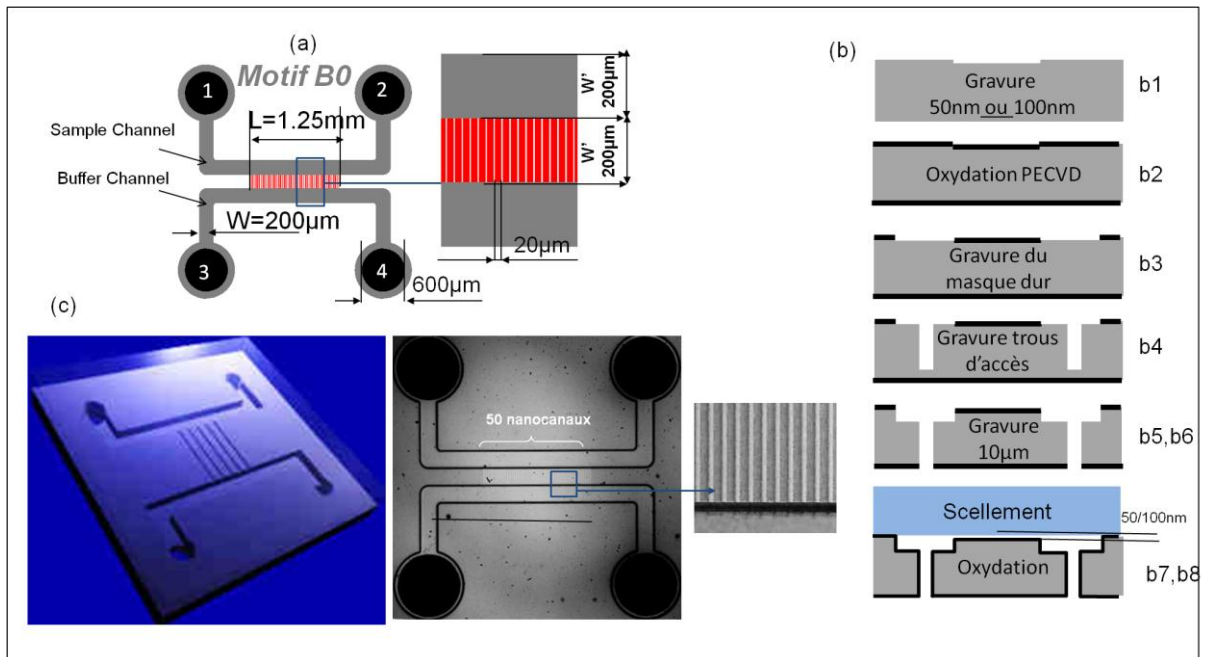 (a)
Motif B0
1
2
L=1.25mm
Sample Channel
Buffer Channel
W=200µm
3
4
600µm
W'
200µm
W'
200µm
20µm
(b)
Gravure
50nm ou 100nm
b1
Oxydation PECVD
b2
Gravure du
masque dur
b3
Gravure trous
d'accès
b4
Gravure
10µm
b5,b6
Scellement
50/100nm
Oxydation
b7,b8
(c)
50 nanocanaux